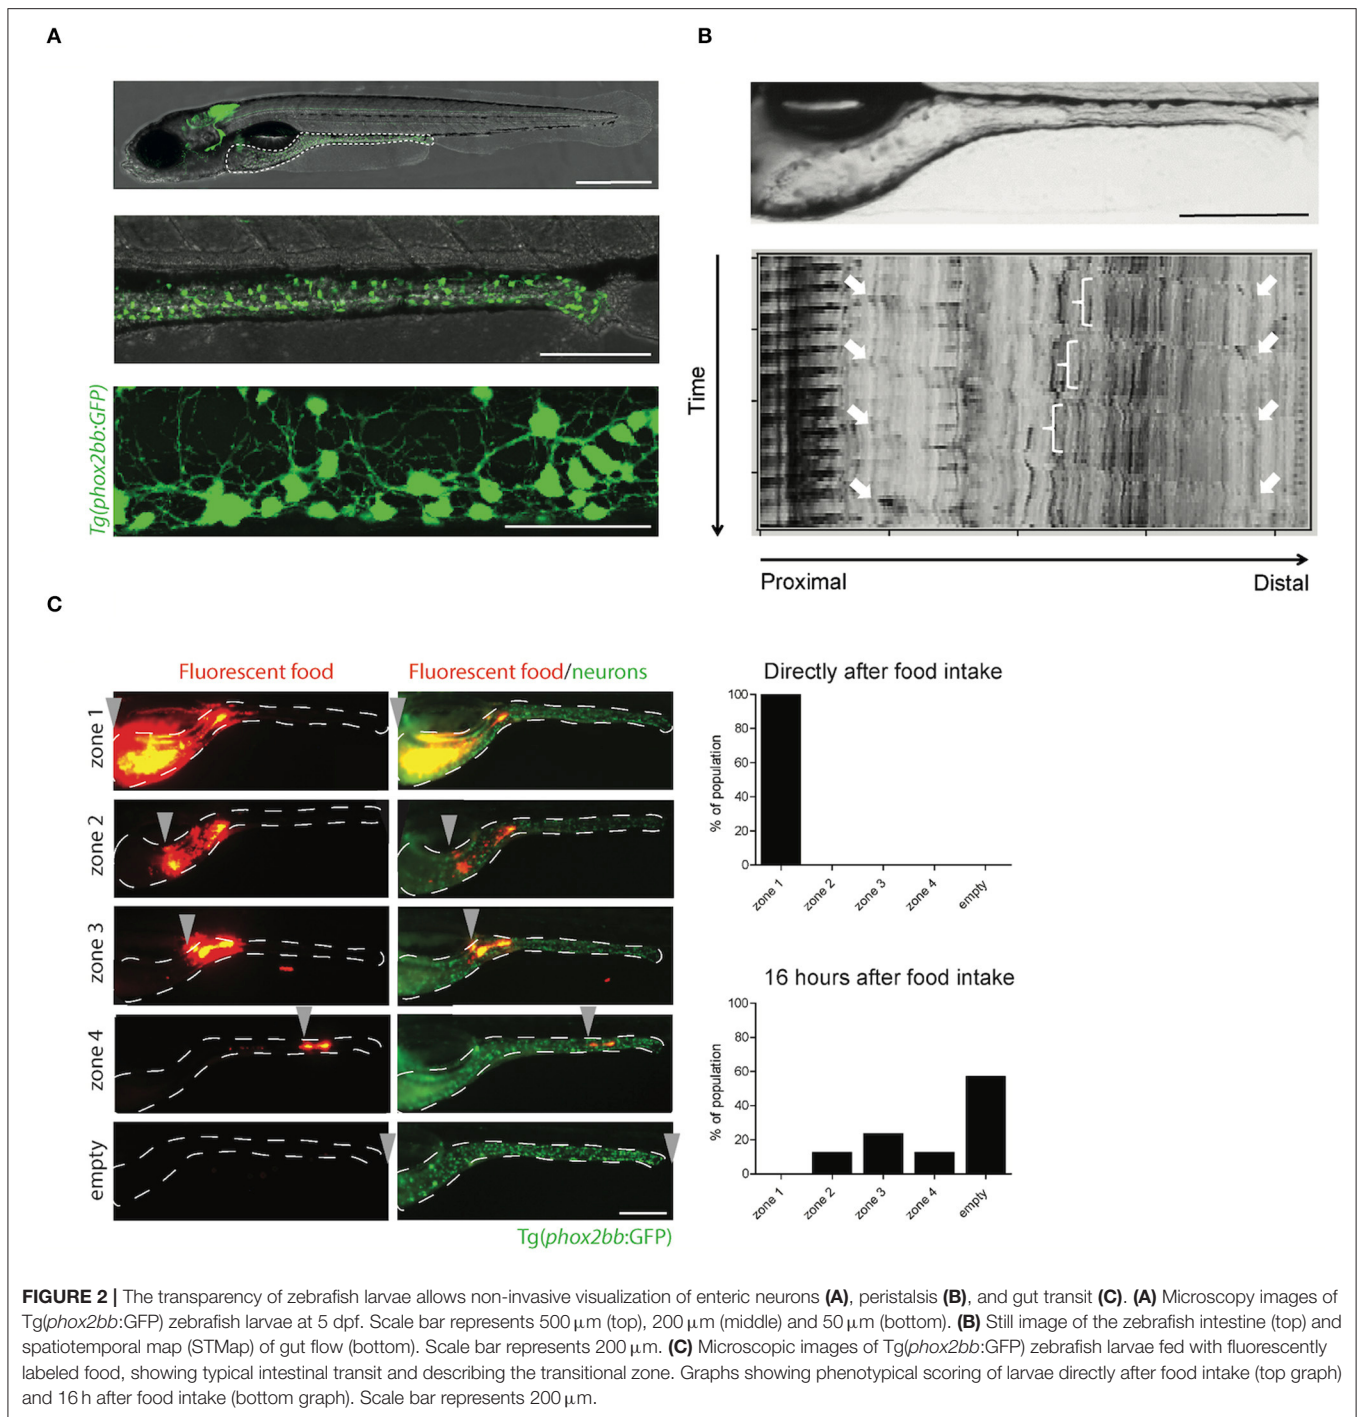 A
B
Tg(phox2bb:GFP)
Time
Proximal
Distal
C
Fluorescent food
Fluorescent food/neurons
zone 1
zone 2
zone 3
zone 4
empty
Tg(phox2bb:GFP)
Directly after food intake
% of population
100
80
60
40
20
0
zone 1
zone 2
zone 3
zone 4
empty
16 hours after food intake
% of population
100
80
60
40
20
0
zone 1
zone 2
zone 3
zone 4
empty
FIGURE 2 | The transparency of zebrafish larvae allows non-invasive visualization of enteric neurons (A), peristalsis (B), and gut transit (C). (A) Microscopy images of
Tg(phox2bb:GFP) zebrafish larvae at 5 dpf. Scale bar represents 500 μm (top), 200 μm (middle) and 50 μm (bottom). (B) Still image of the zebrafish intestine (top) and
spatiotemporal map (STMap) of gut flow (bottom). Scale bar represents 200 μm. (C) Microscopic images of Tg(phox2bb:GFP) zebrafish larvae fed with fluorescently
labeled food, showing typical intestinal transit and describing the transitional zone. Graphs showing phenotypical scoring of larvae directly after food intake (top graph)
and 16 h after food intake (bottom graph). Scale bar represents 200 μm.